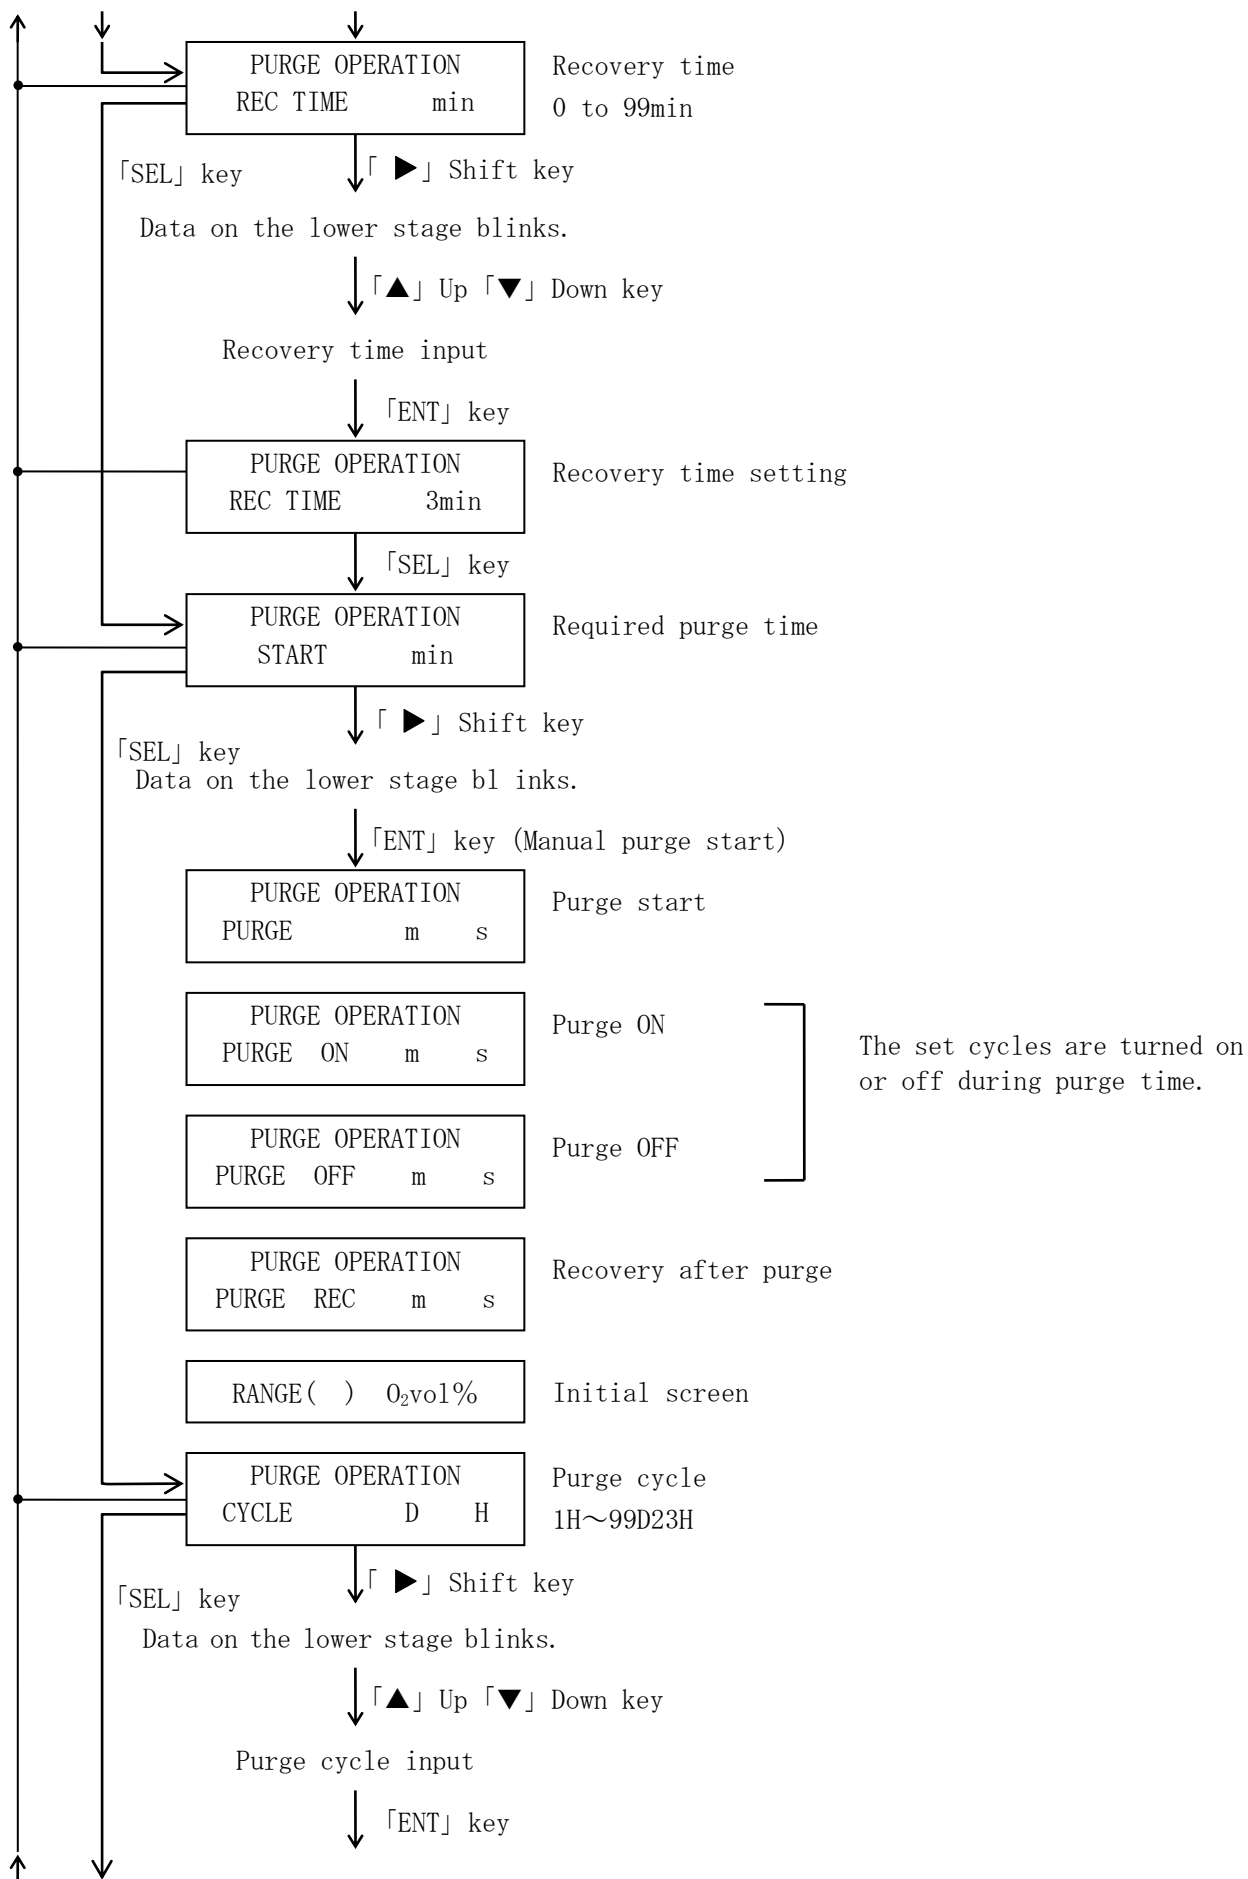 PURGE OPERATION
REC TIME min
Recovery time
0 to 99min
「SEL」 key
「 ▶」 Shift key
Data on the lower stage blinks.
「▲」 Up 「▼」 Down key
Recovery time input
「ENT」 key
PURGE OPERATION
REC TIME 3min
Recovery time setting
「SEL」 key
PURGE OPERATION
START min
Required purge time
「 ▶」 Shift key
「SEL」 key
Data on the lower stage bl inks.
「ENT」 key (Manual purge start)
PURGE OPERATION
PURGE m s
Purge start
PURGE OPERATION
PURGE ON m s
Purge ON
The set cycles are turned on
or off during purge time.
PURGE OPERATION
PURGE OFF m s
Purge OFF
PURGE OPERATION
PURGE REC m s
Recovery after purge
RANGE( ) O₂vol%
Initial screen
PURGE OPERATION
CYCLE D H
Purge cycle
1H～99D23H
「 ▶」 Shift key
「SEL」 key
Data on the lower stage blinks.
「▲」 Up 「▼」 Down key
Purge cycle input
「ENT」 key